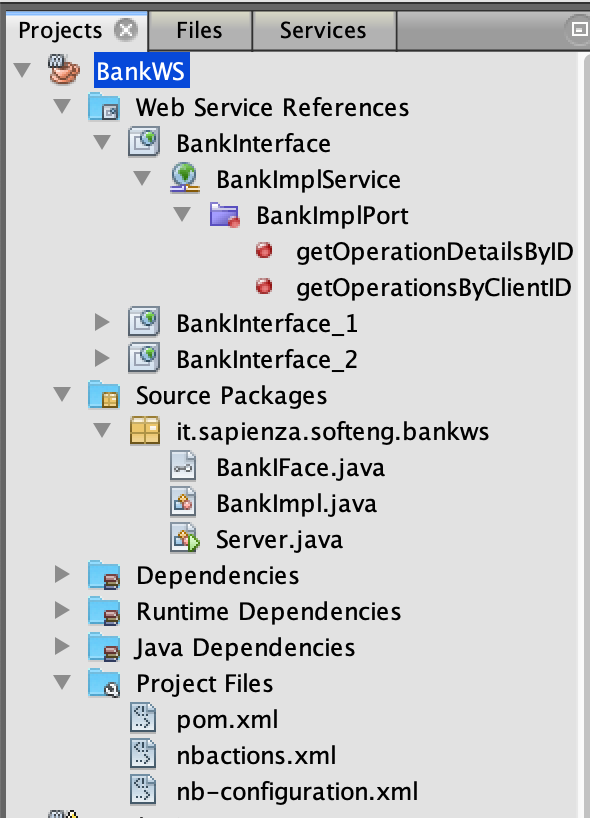 Projects Files Services
BankWS
Web Service References
BankInterface
BankImplService
BankImplPort
getOperationDetailsByID
getOperationsByClientID
BankInterface_1
BankInterface_2
Source Packages
it.sapienza.softeng.bankws
BankIFace.java
BankImpl.java
Server.java
Dependencies
Runtime Dependencies
Java Dependencies
Project Files
pom.xml
nbactions.xml
nb-configuration.xml